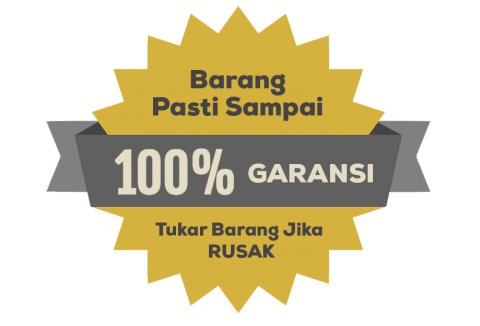 Barang
Pasti Sampai
100% GARANSI
Tukar Barang Jika
RUSAK